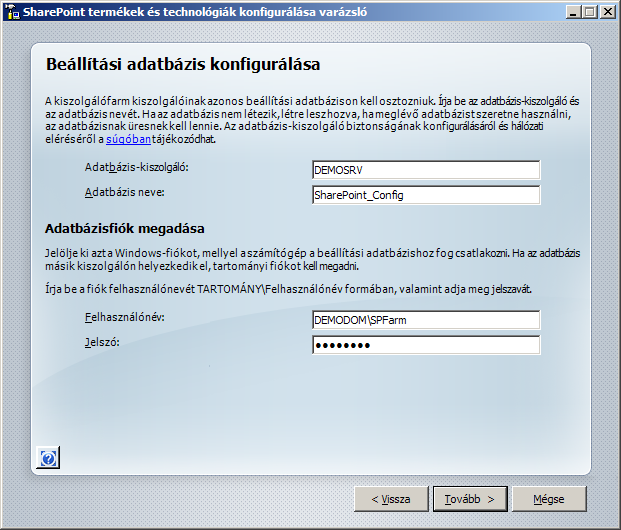 SharePoint termékek és technológiák konfigurálása varázsló
Beállítási adatbázis konfigurálása
A kiszolgálófarm kiszolgálóinak azonos beállítási adatbázison kell osztozniuk. Írja be az adatbázis-kiszolgáló és
az adatbázis nevét. Ha az adatbázis nem létezik, létre lesz hozva, ha meglévő adatbázist szeretne használni,
az adatbázisnak üresnek kell lennie. Az adatbázis-kiszolgáló biztonságának konfigurálásáról és hálózati
eléréséről a súgóban tájékozódhat.
Adatbázis-kiszolgáló: DEMOSRV
Adatbázis neve: SharePoint_Config
Adatbázisfiók megadása
Jelölje ki azt a Windows-fiókot, mellyel a számítógép a beállítási adatbázishoz fog csatlakozni. Ha az adatbázis
másik kiszolgálón helyezkedik el, tartományi fiókot kell megadni.
Írja be a fiók felhasználónevét TARTOMÁNY\Felhasználónév formában, valamint adja meg jelszavát.
Felhasználónév: DEMODOM\SPFarm
Jelszó: ●●●●●●●●
< Vissza Tovább > Mégse